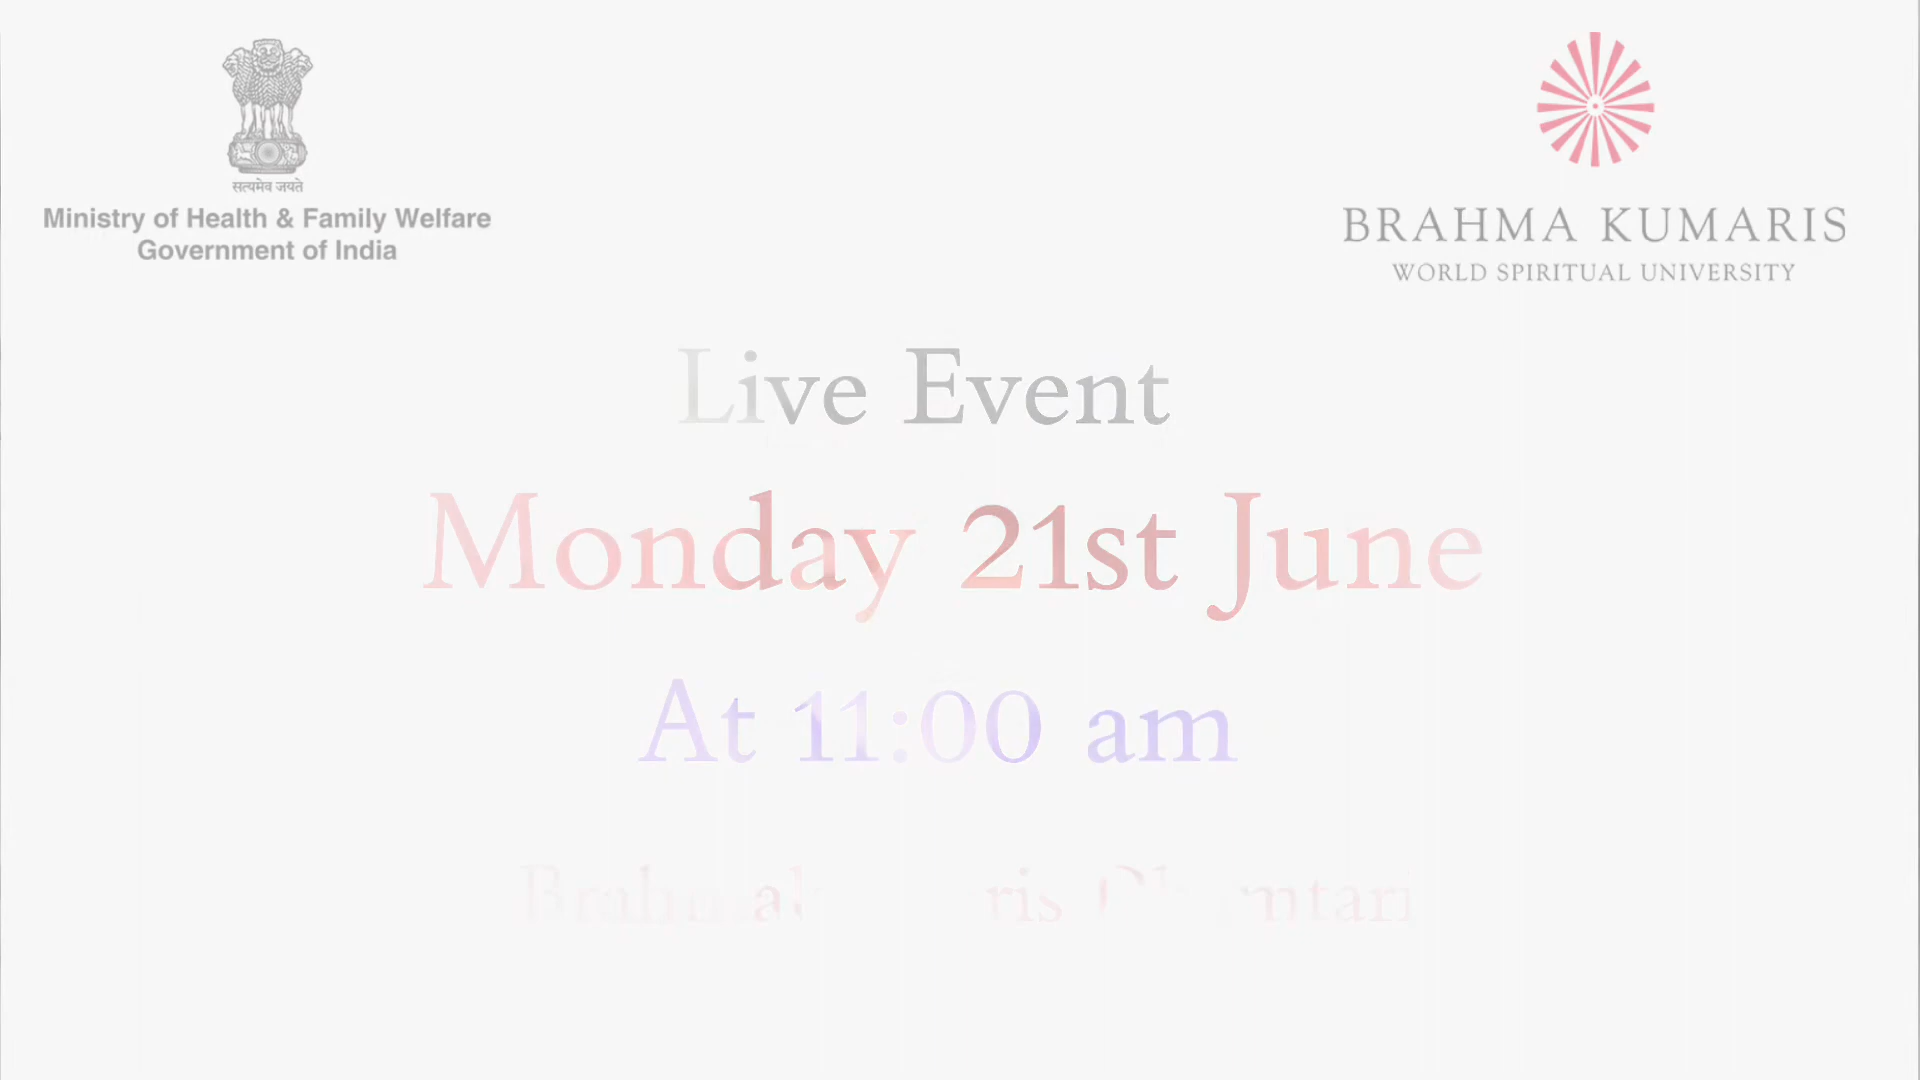 सत्यमेव जयते
Ministry of Health & Family Welfare
Government of India
BRAHMA KUMARIS
WORLD SPIRITUAL UNIVERSITY
Live Event
Monday 21st June
At 11:00 am